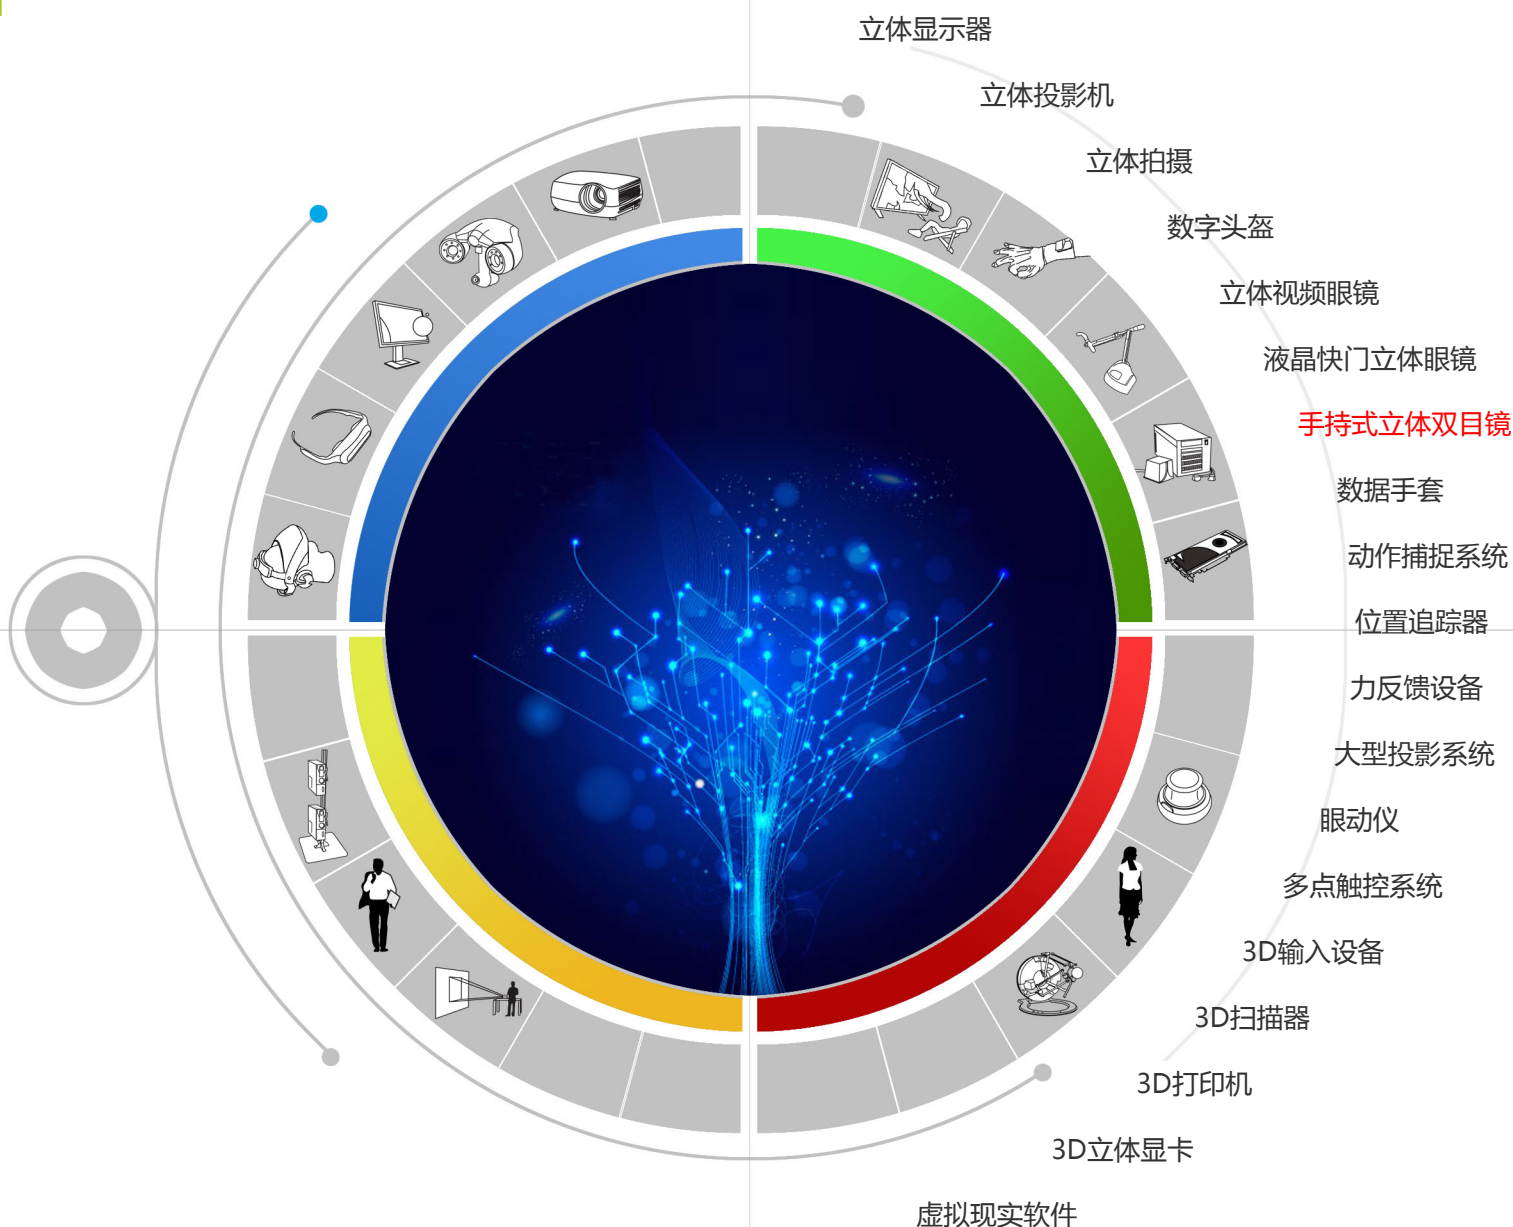 立体显示器
立体投影机
立体拍摄
数字头盔
立体视频眼镜
液晶快门立体眼镜
手持式立体双目镜
数据手套
动作捕捉系统
位置追踪器
力反馈设备
大型投影系统
眼动仪
多点触控系统
3D输入设备
3D扫描器
3D打印机
3D立体显卡
虚拟现实软件